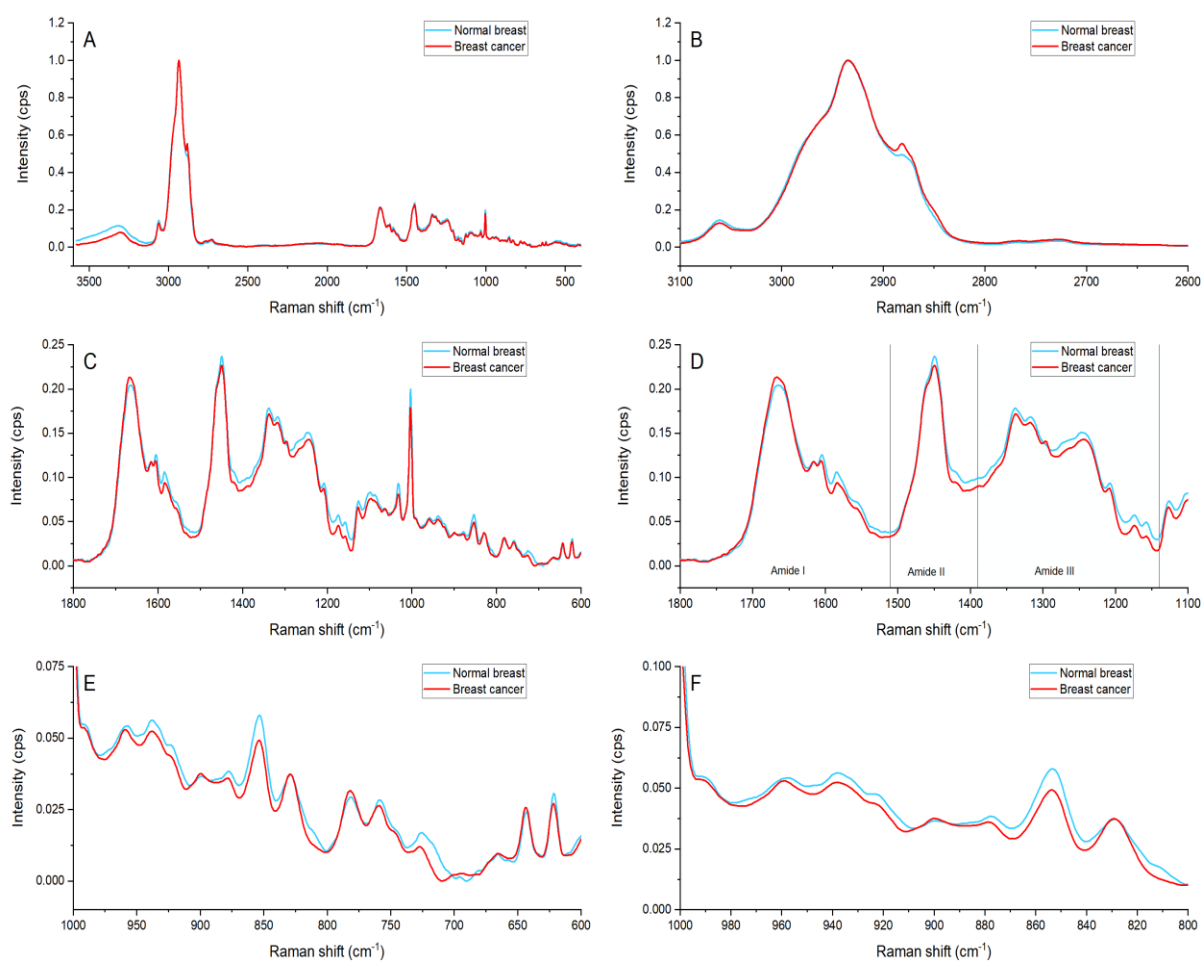 A
Normal breast
Breast cancer
1.2
1.0
0.8
0.6
0.4
0.2
0.0
Intensity (cps)
3500 3000 2500 2000 1500 1000 500
Raman shift (cm⁻¹)
B
Normal breast
Breast cancer
1.2
1.0
0.8
0.6
0.4
0.2
0.0
Intensity (cps)
3100 3000 2900 2800 2700 2600
Raman shift (cm⁻¹)
C
Normal breast
Breast cancer
0.25
0.20
0.15
0.10
0.05
0.00
Intensity (cps)
1800 1600 1400 1200 1000 800 600
Raman shift (cm⁻¹)
D
Normal breast
Breast cancer
0.25
0.20
0.15
0.10
0.05
0.00
Intensity (cps)
Amide I Amide II Amide III
1800 1700 1600 1500 1400 1300 1200 1100
Raman shift (cm⁻¹)
E
Normal breast
Breast cancer
0.075
0.050
0.025
0.000
Intensity (cps)
1000 950 900 850 800 750 700 650 600
Raman shift (cm⁻¹)
F
Normal breast
Breast cancer
0.100
0.075
0.050
0.025
0.000
Intensity (cps)
1000 980 960 940 920 900 880 860 840 820 800
Raman shift (cm⁻¹)